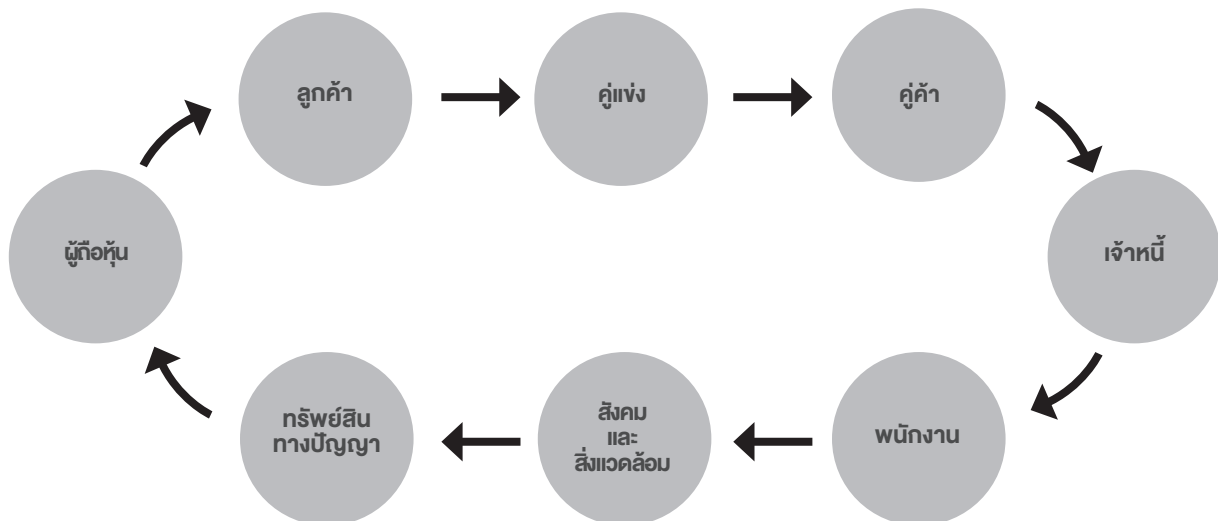 ลูกค้า
คู่แข่ง
คู่ค้า
ผู้ถือหุ้น
เจ้าหนี้
ทรัพย์สิน
ทางปัญญา
สังคม
และ
สิ่งแวดล้อม
พนักงาน